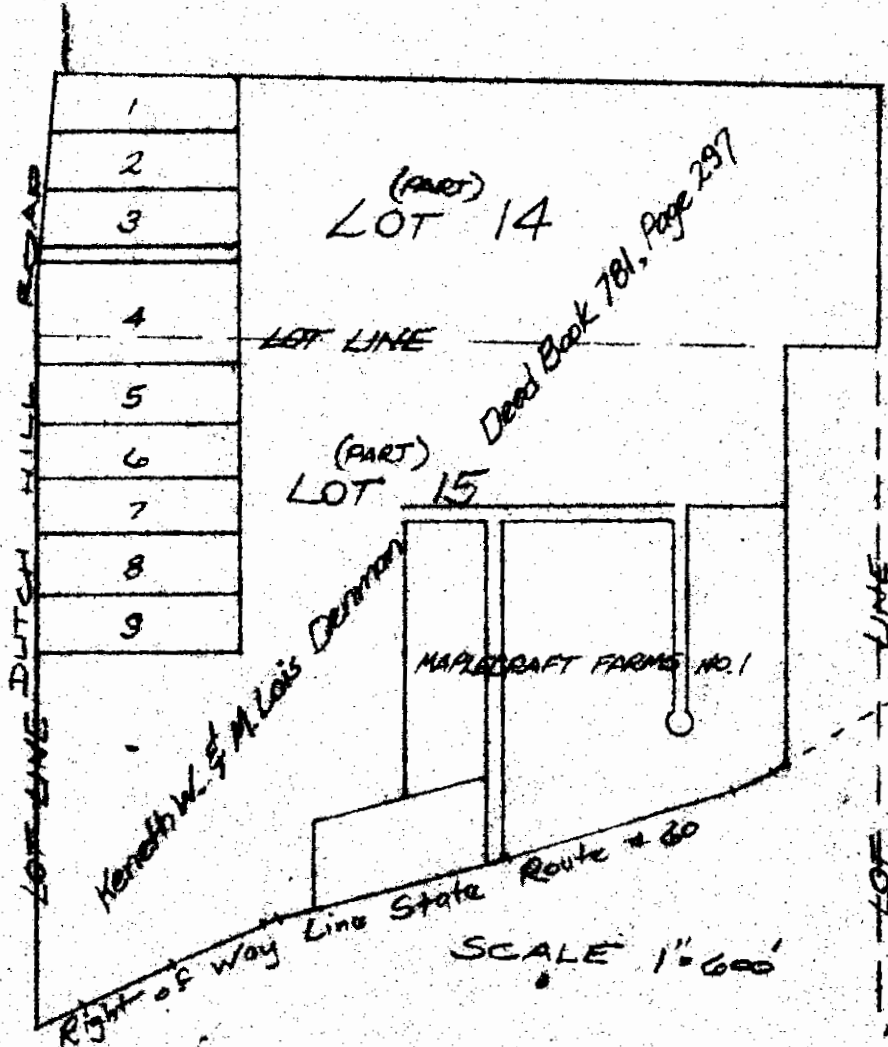 1
2
3
4
5
6
7
8
9
(PART)
LOT 14
LOT LINE
(PART)
LOT 15
Deed Book 781, Page 297
Kenneth W. & M. Lois Denman
MAPLECRAFT FARMS NO. 1
LOT LINE DUTCH HILL ROAD
LOT LINE
Right of Way Line State Route # 60
SCALE 1"=600'